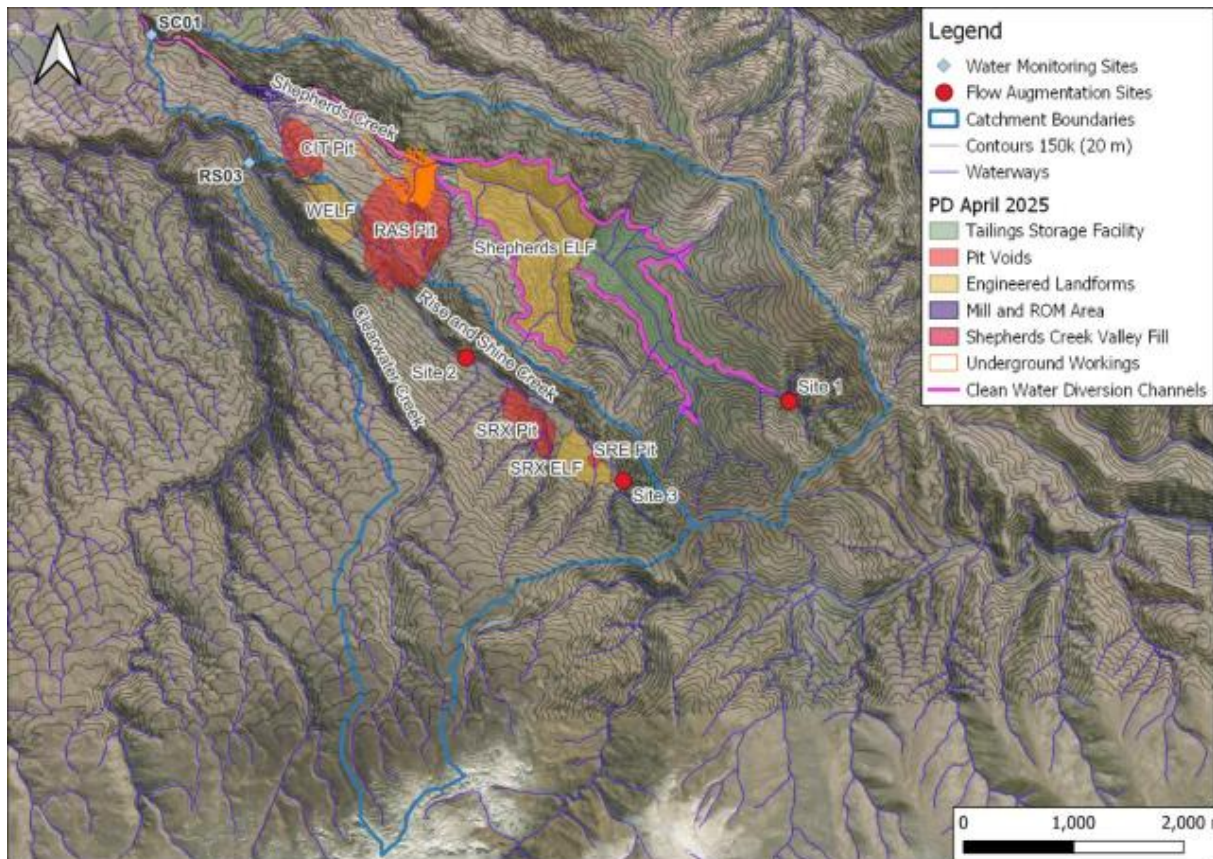 SC01
Shepherds Creek
CIT Pit
RS03
WELF
RAS Pit
Shepherds ELF
Rise and Shine Creek
Clearwater Creek
Site 2
Site 1
SRX Pit
SRE Pit
SRX ELF
Site 3
Legend
Water Monitoring Sites
Flow Augmentation Sites
Catchment Boundaries
Contours 150k (20 m)
Waterways
PD April 2025
Tailings Storage Facility
Pit Voids
Engineered Landforms
Mill and ROM Area
Shepherds Creek Valley Fill
Underground Workings
Clean Water Diversion Channels
0 1,000 2,000